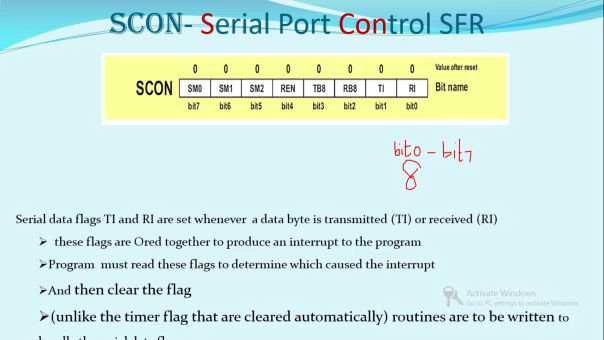 SCON- Serial Port Control SFR
0 0 0 0 0 0 0 0 Value after reset
SCON SM0 SM1 SM2 REN TB8 RB8 TI RI Bit name
bit7 bit6 bit5 bit4 bit3 bit2 bit1 bit0
bit0 - bit7
8
Serial data flags TI and RI are set whenever a data byte is transmitted (TI) or received (RI)
➤ these flags are Ored together to produce an interrupt to the program
➤Program must read these flags to determine which caused the interrupt
➤And then clear the flag
Activate Windows
Go to PC settings to activate Windows.
➤(unlike the timer flag that are cleared automatically) routines are to be written to